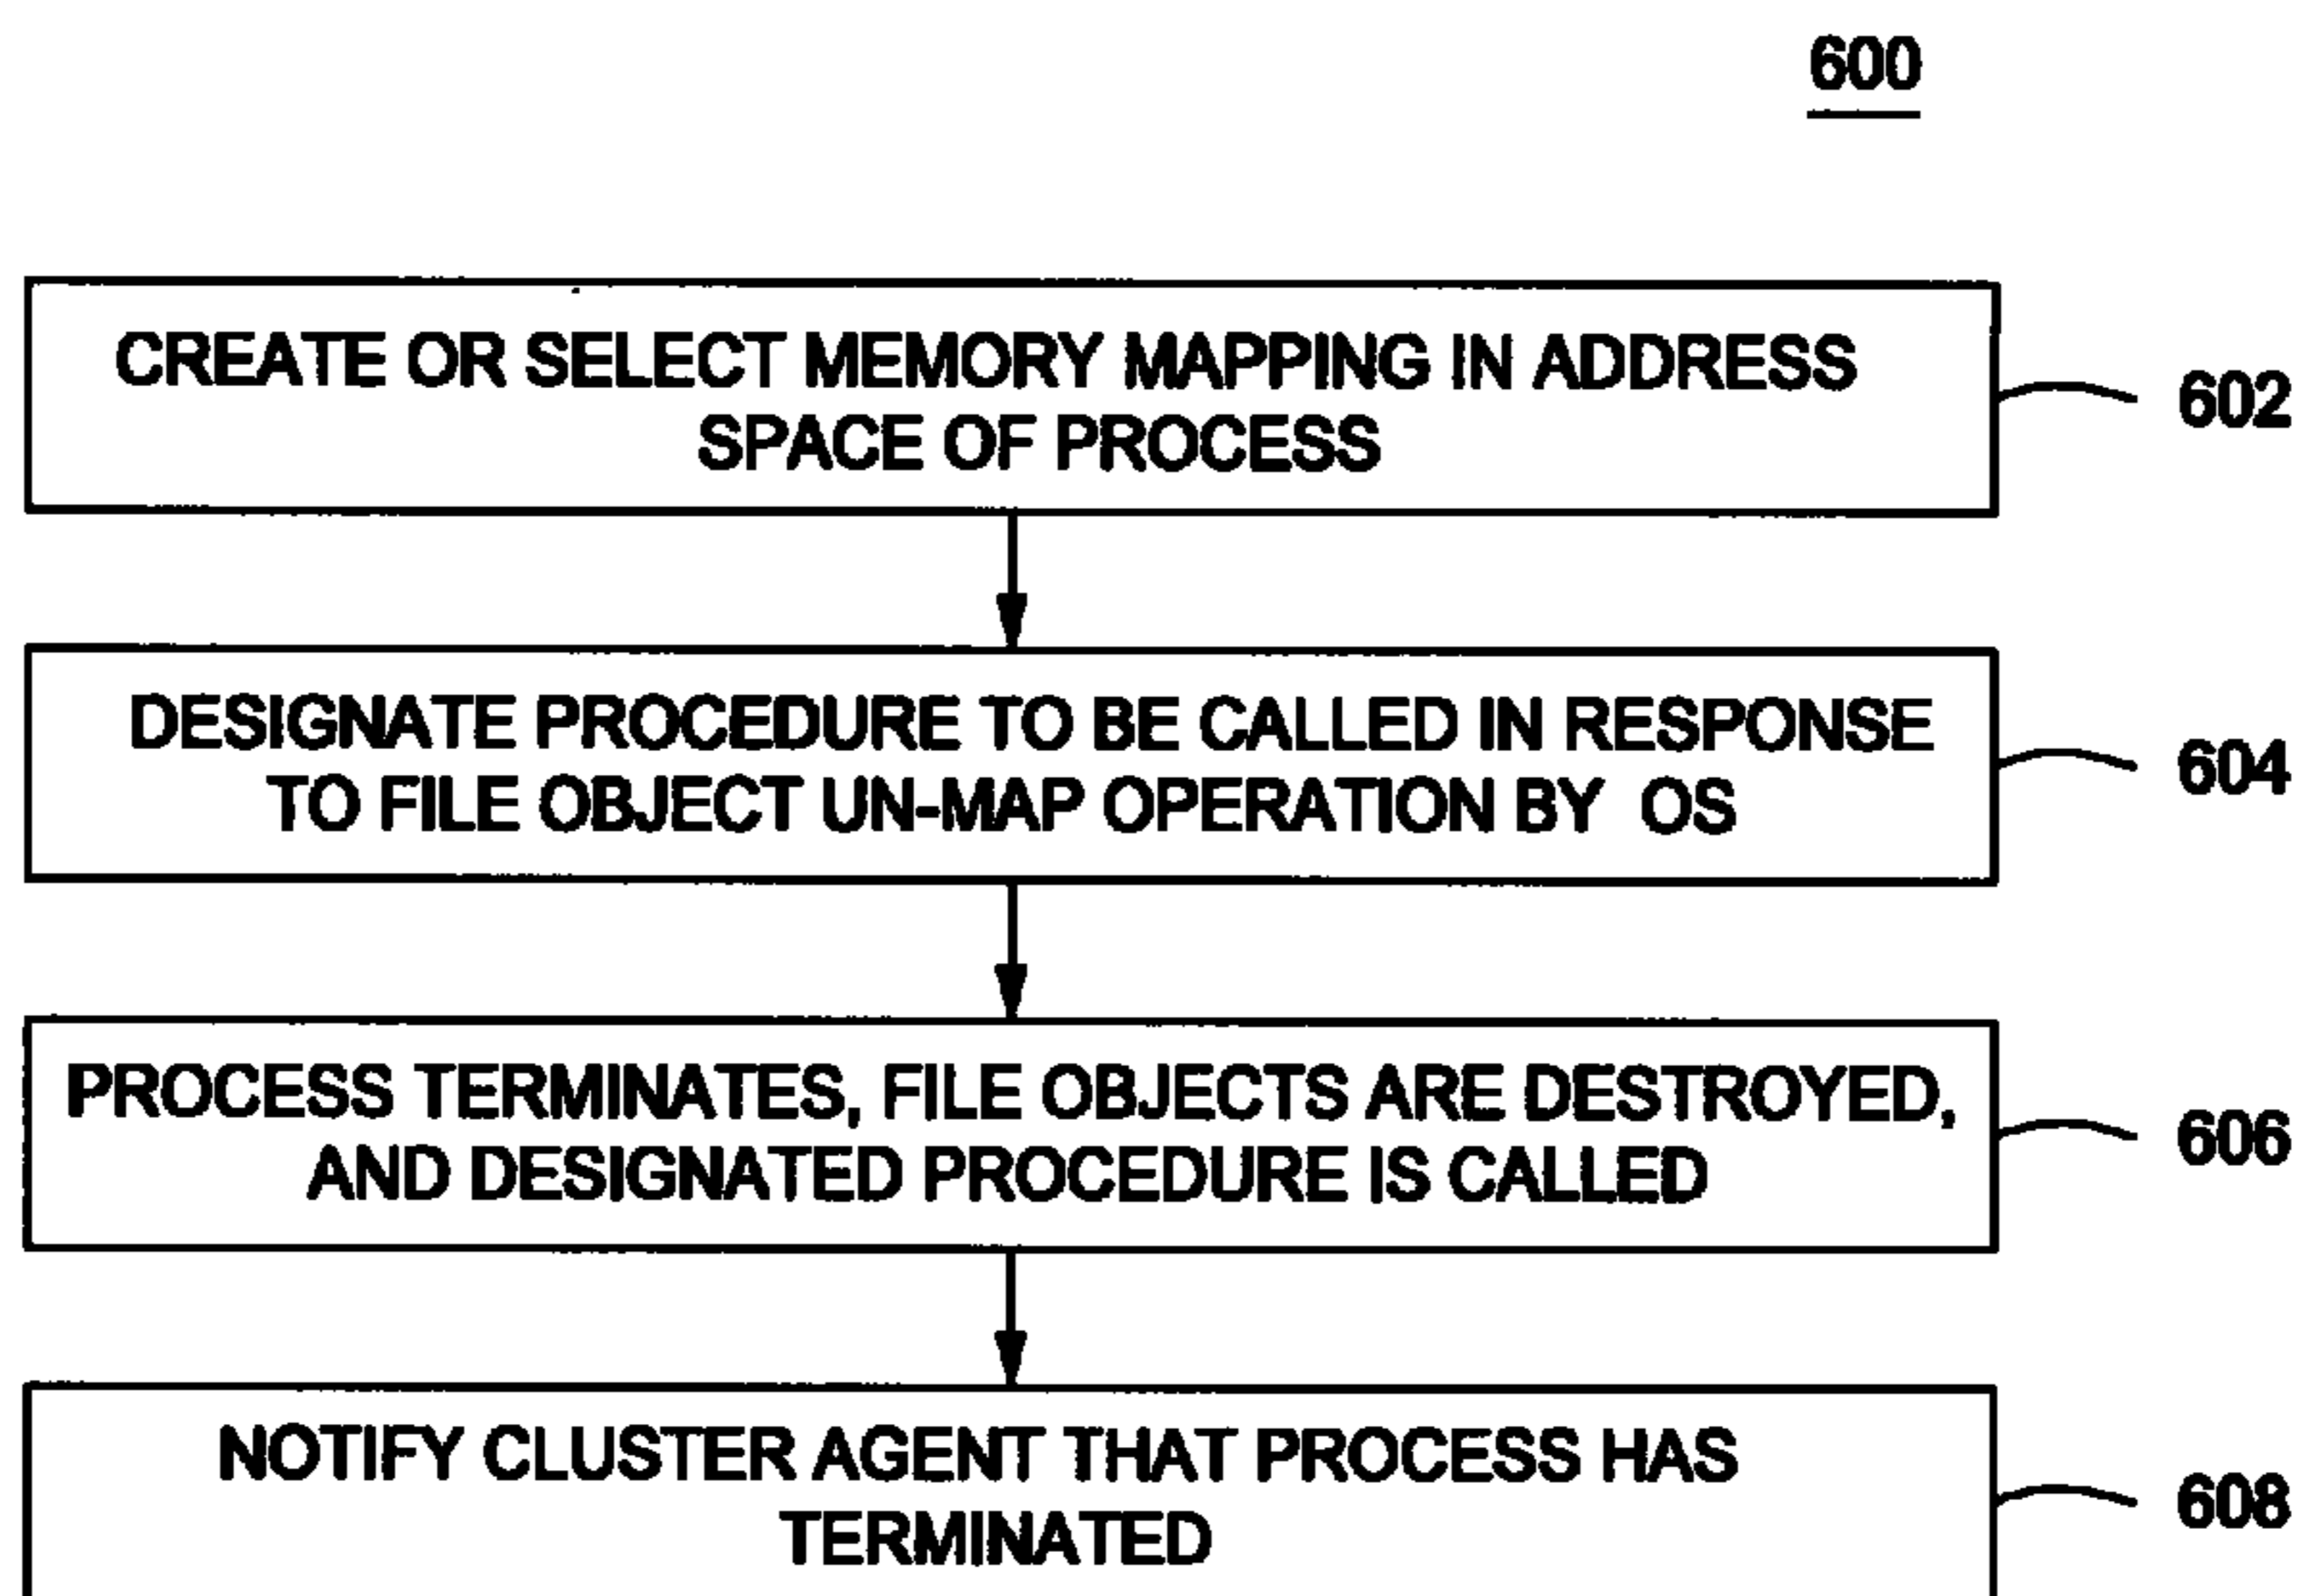 600
CREATE OR SELECT MEMORY MAPPING IN ADDRESS
SPACE OF PROCESS
602
DESIGNATE PROCEDURE TO BE CALLED IN RESPONSE
TO FILE OBJECT UN-MAP OPERATION BY OS
604
PROCESS TERMINATES, FILE OBJECTS ARE DESTROYED,
AND DESIGNATED PROCEDURE IS CALLED
606
NOTIFY CLUSTER AGENT THAT PROCESS HAS
TERMINATED
608